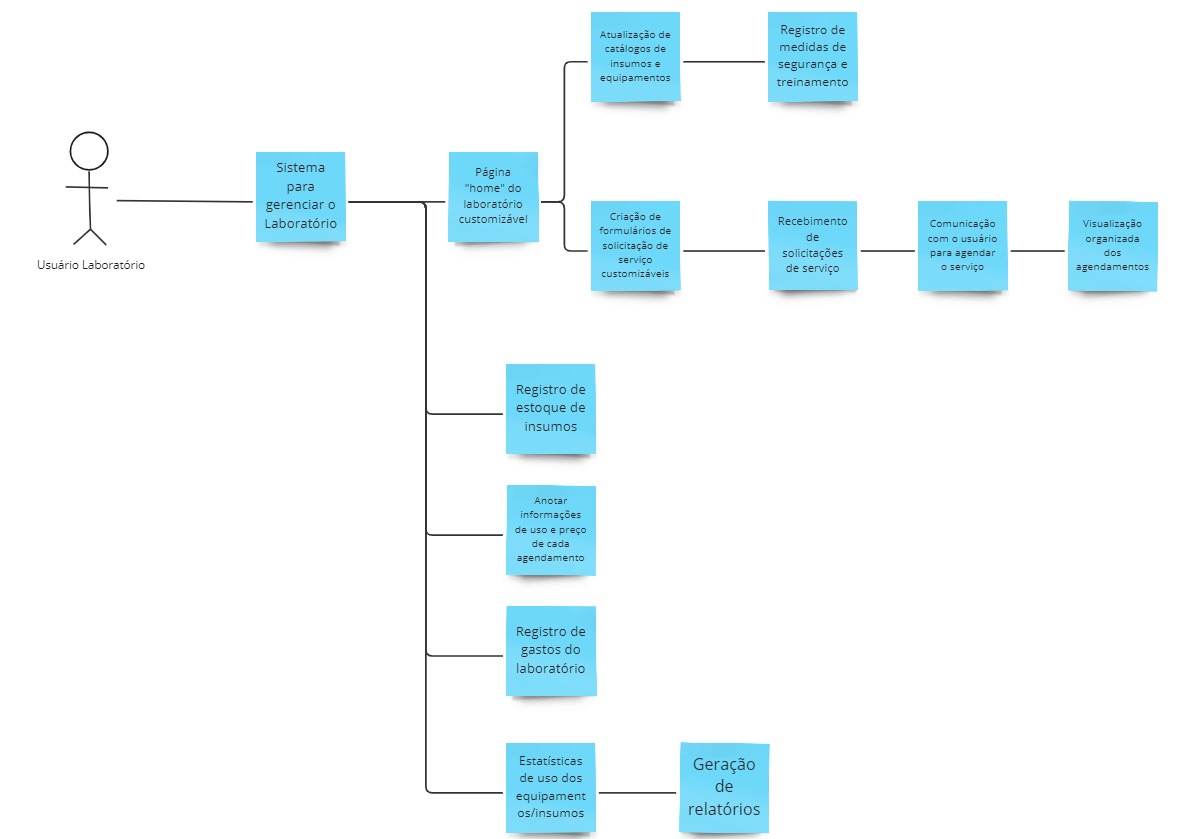 Atualização de
catálogos de
insumos e
equipamentos
Registro de
medidas de
segurança e
treinamento
Sistema
para
gerenciar o
Laboratório
Página
"home" do
laboratório
customizável
Criação de
formulários de
solicitação de
serviço
customizáveis
Recebimento
de
solicitações
de serviço
Comunicação
com o usuário
para agendar
o serviço
Visualização
organizada
dos
agendamentos
Usuário Laboratório
Registro de
estoque de
insumos
Anotar
informações
de uso e preço
de cada
agendamento
Registro de
gastos do
laboratório
Estatísticas
de uso dos
equipament
os/insumos
Geração
de
relatórios